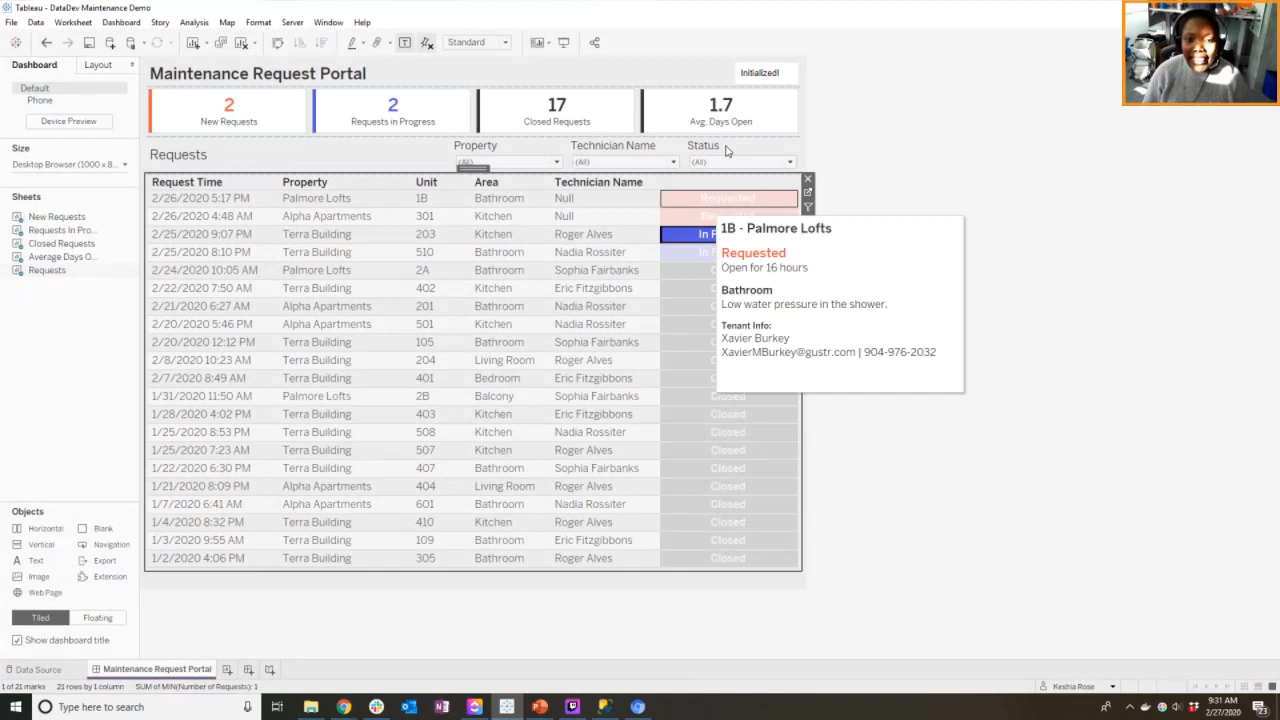 Tableau - DataDev Maintenance Demo
File Data Worksheet Dashboard Story Analysis Map Format Server Window Help
Standard
Dashboard Layout
Default
Phone
Device Preview
Size
Desktop Browser (1000 x 8...
Sheets
New Requests
Requests In Pro...
Closed Requests
Average Days O...
Requests
Objects
Horizontal Blank
Vertical Navigation
Text Export
Image Extension
Web Page
Tiled Floating
Show dashboard title
Maintenance Request Portal
Initialized!
2 2 17 1.7
New Requests Requests in Progress Closed Requests Avg. Days Open
Requests
Property Technician Name Status
(All) (All) (All)
Request Time Property Unit Area Technician Name
2/26/2020 5:17 PM Palmore Lofts 1B Bathroom Null Requested
2/26/2020 4:48 AM Alpha Apartments 301 Kitchen Null
2/25/2020 9:07 PM Terra Building 203 Kitchen Roger Alves
2/25/2020 8:10 PM Terra Building 510 Bathroom Nadia Rossiter
2/24/2020 10:05 AM Palmore Lofts 2A Bathroom Sophia Fairbanks
2/22/2020 7:50 AM Terra Building 402 Kitchen Eric Fitzgibbons
2/21/2020 6:27 AM Alpha Apartments 201 Bathroom Nadia Rossiter
2/20/2020 5:46 PM Alpha Apartments 501 Kitchen Nadia Rossiter
2/20/2020 12:12 PM Terra Building 105 Bathroom Nadia Rossiter
2/8/2020 10:23 AM Terra Building 204 Living Room Roger Alves
2/7/2020 8:49 AM Terra Building 401 Bedroom Eric Fitzgibbons
1/31/2020 11:50 AM Palmore Lofts 2B Balcony Sophia Fairbanks Closed
1/28/2020 4:02 PM Terra Building 403 Kitchen Eric Fitzgibbons Closed
1/25/2020 8:53 PM Terra Building 508 Kitchen Nadia Rossiter Closed
1/25/2020 7:23 AM Terra Building 507 Kitchen Roger Alves Closed
1/22/2020 6:30 PM Terra Building 407 Bathroom Sophia Fairbanks Closed
1/21/2020 8:09 PM Alpha Apartments 404 Living Room Roger Alves Closed
1/7/2020 6:41 AM Alpha Apartments 601 Bathroom Nadia Rossiter Closed
1/4/2020 8:32 PM Terra Building 410 Kitchen Roger Alves Closed
1/3/2020 9:55 AM Terra Building 109 Bathroom Eric Fitzgibbons Closed
1/2/2020 4:06 PM Terra Building 305 Bathroom Roger Alves Closed
1B - Palmore Lofts
Requested
Open for 16 hours
Bathroom
Low water pressure in the shower.
Tenant Info:
Xavier Burkey
XavierMBurkey@gustr.com | 904-976-2032
Data Source Maintenance Request Portal
1 of 21 marks 21 rows by 1 column SUM of MIN(Number of Requests): 1
Keshia Rose
Type here to search
9:31 AM
2/27/2020
23